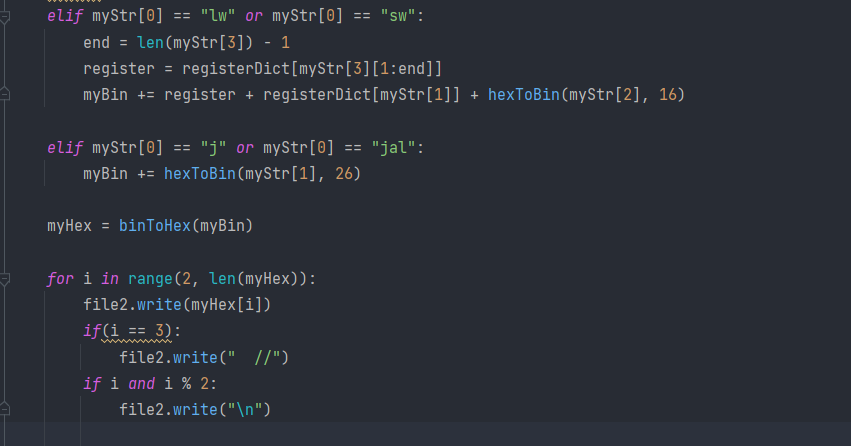 elif myStr[0] == "lw" or myStr[0] == "sw":
    end = len(myStr[3]) - 1
    register = registerDict[myStr[3][1:end]]
    myBin += register + registerDict[myStr[1]] + hexToBin(myStr[2], 16)
elif myStr[0] == "j" or myStr[0] == "jal":
    myBin += hexToBin(myStr[1], 26)
myHex = binToHex(myBin)
for i in range(2, len(myHex)):
    file2.write(myHex[i])
    if(i == 3):
        file2.write("  //")
    if i and i % 2:
        file2.write("\n")